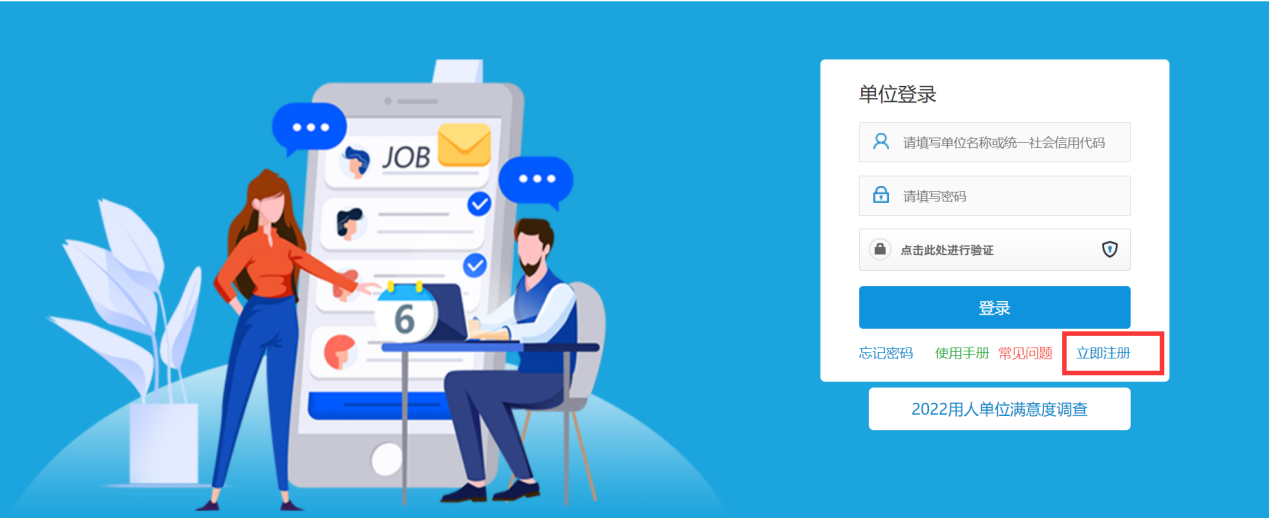 单位登录
请填写单位名称或统一社会信用代码
JOB
请填写密码
点击此处进行验证
登录
6
忘记密码 使用手册 常见问题 立即注册
2022用人单位满意度调查